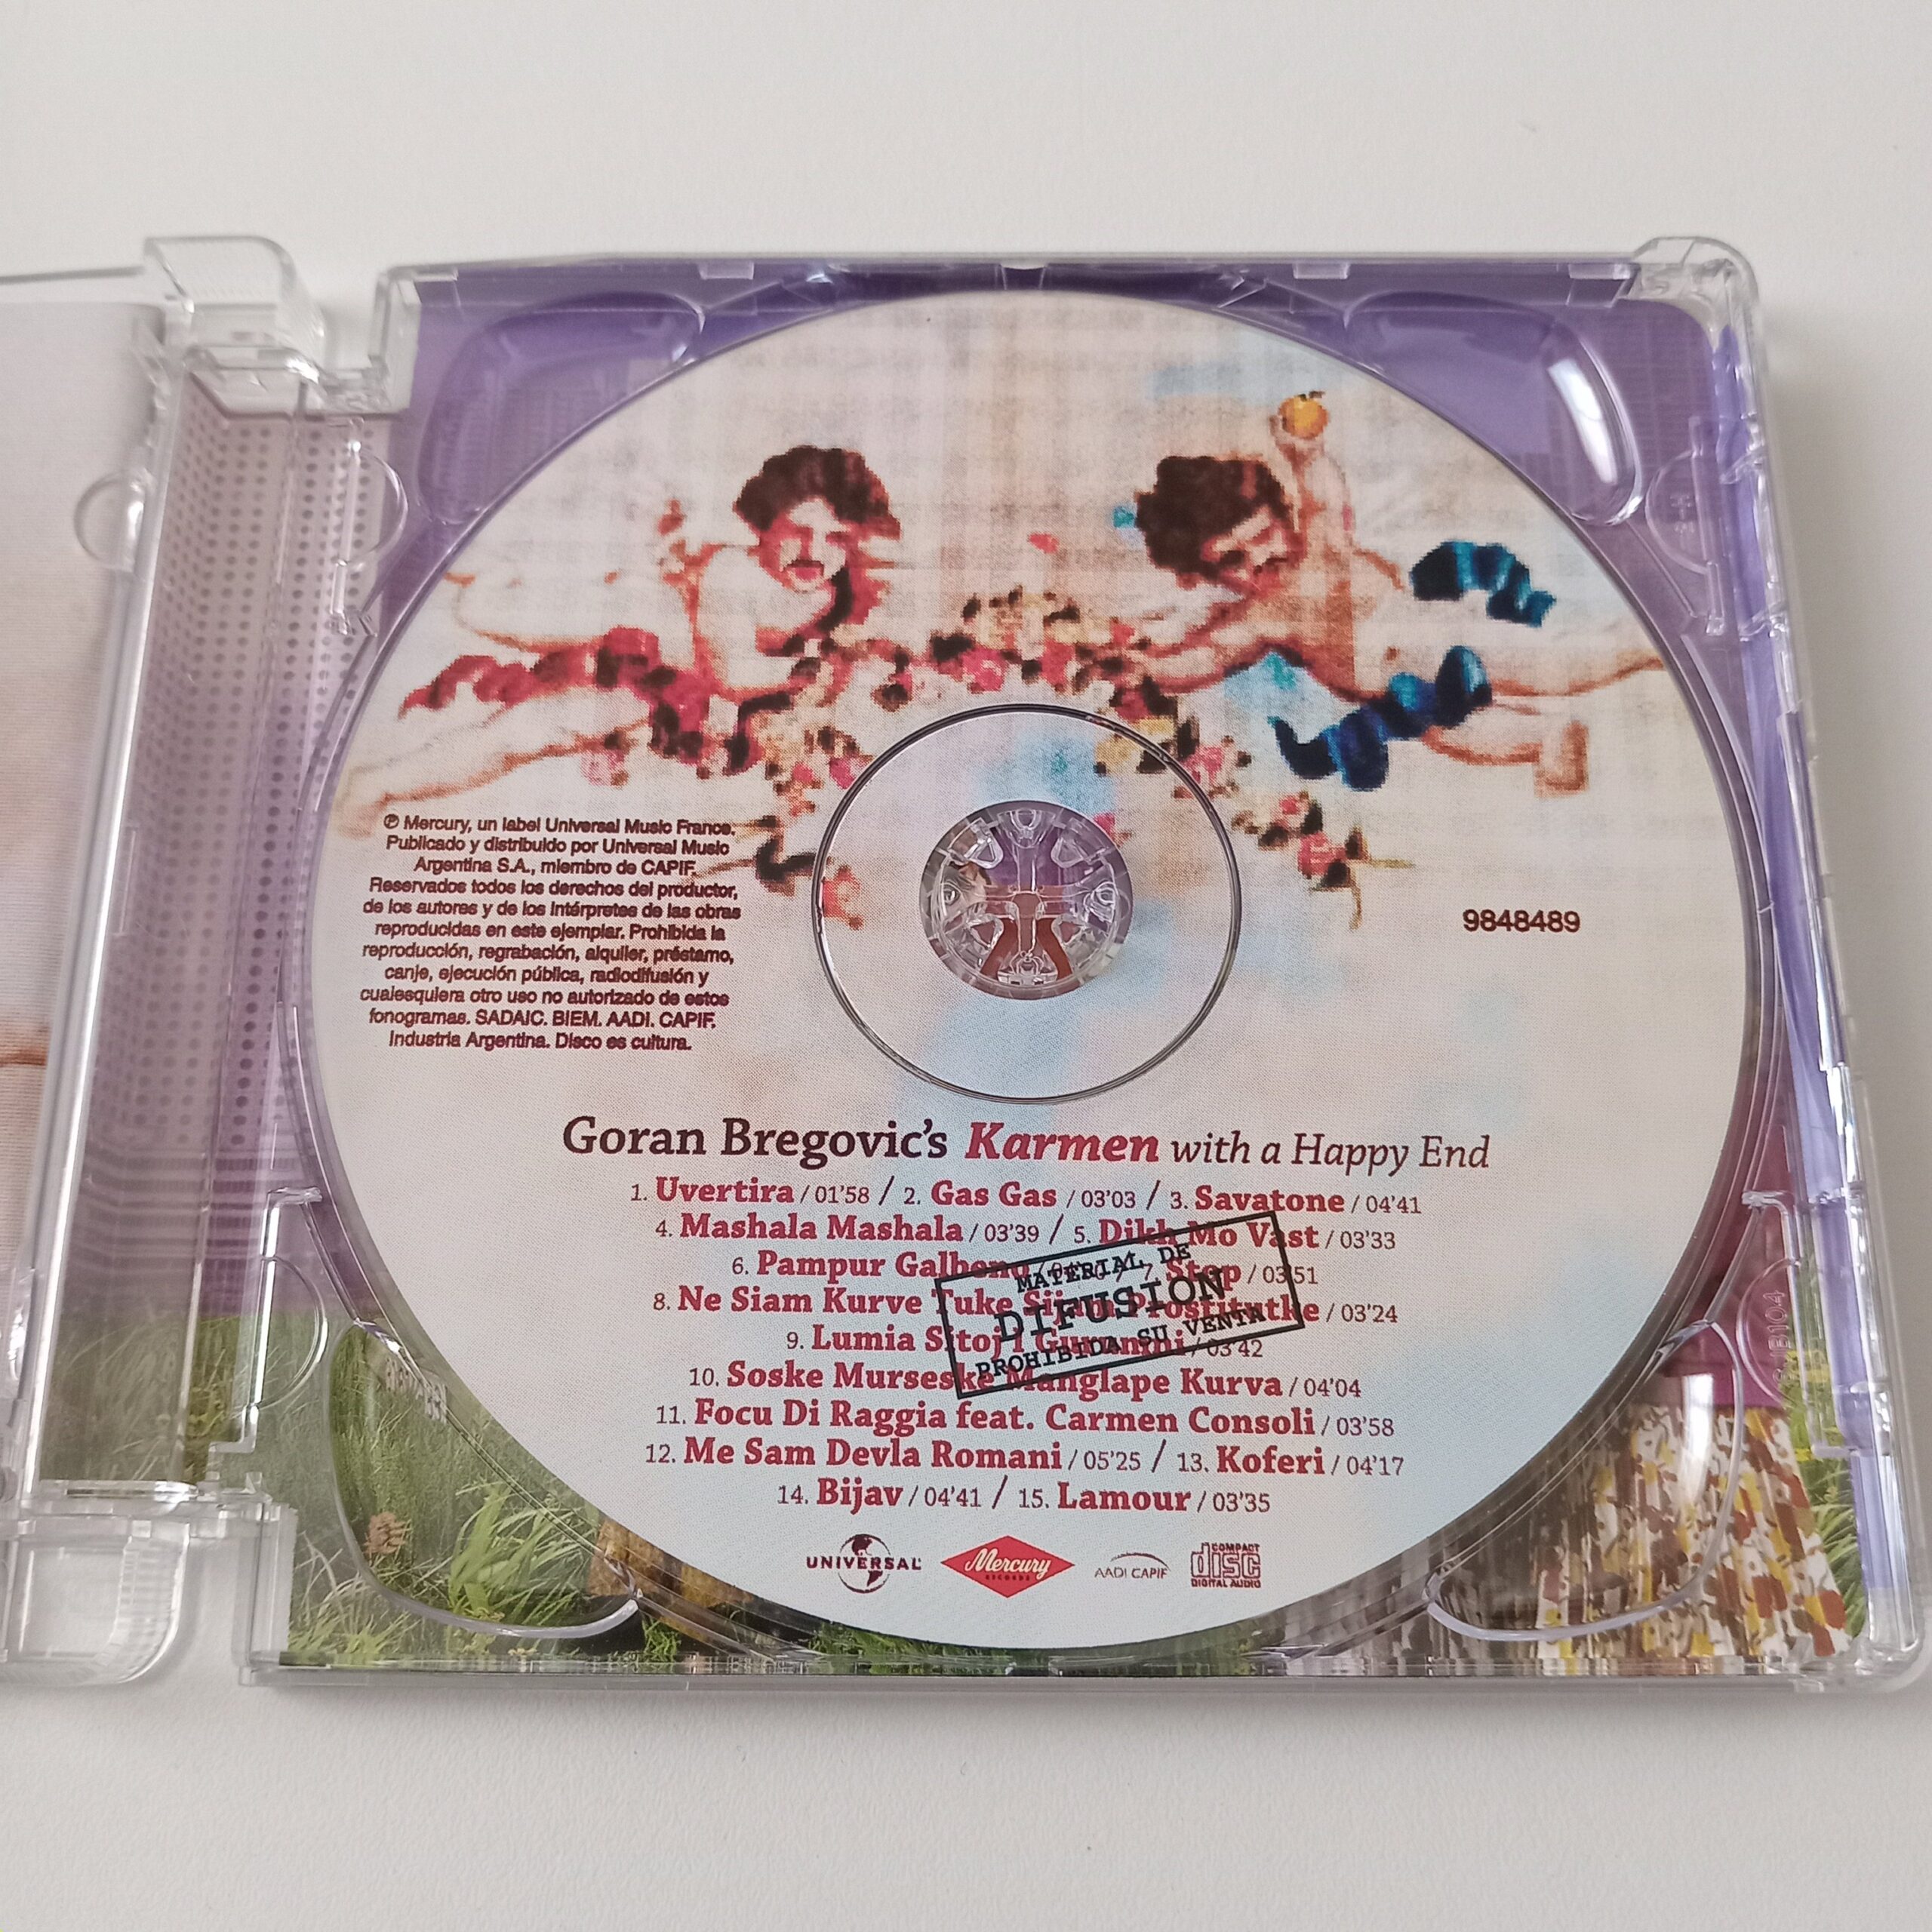 ℗ Mercury, un label Universal Music France.
Publicado y distribuido por Universal Music
Argentina S.A., miembro de CAPIF.
Reservados todos los derechos del productor,
de los autores y de los intérpretes de las obras
reproducidas en este ejemplar. Prohibida la
reproducción, regrabación, alquiler, préstamo,
canje, ejecución pública, radiodifusión y
cualesquiera otro uso no autorizado de estos
fonogramas. SADAIC. BIEM. AADI. CAPIF.
Industria Argentina. Disco es cultura.
9848489
Goran Bregovic's Karmen with a Happy End
1. Uvertira / 01'58 / 2. Gas Gas / 03'03 / 3. Savatone / 04'41
4. Mashala Mashala / 03'39 / 5. Dikh Mo Vast / 03'33
6. Pampur Galbeno / 7. Stop / 03'51
8. Ne Siam Kurve Tuke Sijam Prostitutke / 03'24
9. Lumia Sitoj / 03'42
10. Soske Murseske Manglape Kurva / 04'04
11. Focu Di Raggia feat. Carmen Consoli / 03'58
12. Me Sam Devla Romani / 05'25 / 13. Koferi / 04'17
14. Bijav / 04'41 / 15. Lamour / 03'35
MATERIAL DE
DIFUSION
PROHIBIDA SU VENTA
UNIVERSAL
Mercury
RECORDS
AADI CAPIF
COMPACT
disc
DIGITAL AUDIO